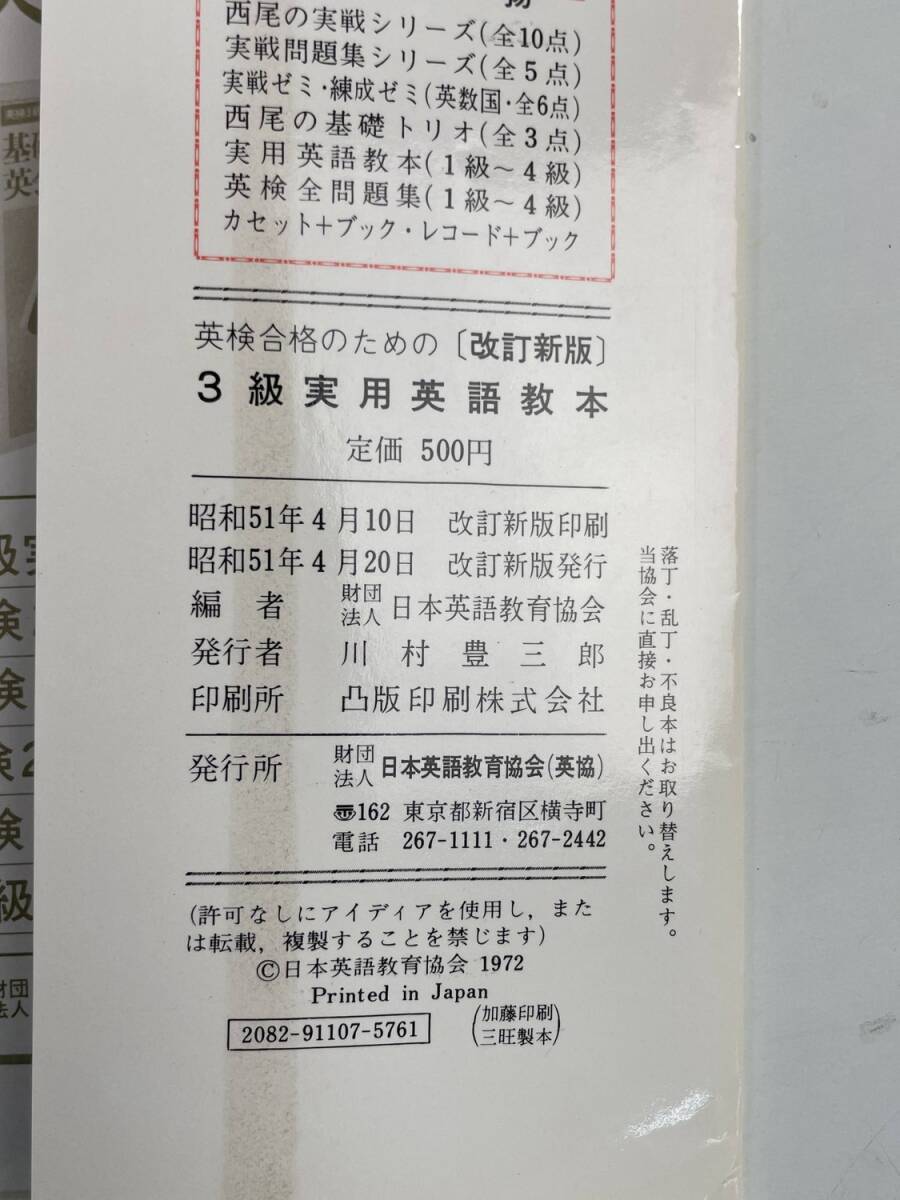 西尾の実戦シリーズ(全10点)
実戦問題集シリーズ(全5点)
実戦ゼミ・練成ゼミ(英数国・全6点)
西尾の基礎トリオ(全3点)
実用英語教本(1級〜4級)
英検全問題集(1級〜4級)
カセット+ブック・レコード+ブック
英検合格のための〔改訂新版〕
3級実用英語教本
定価 500円
昭和51年4月10日 改訂新版印刷
昭和51年4月20日 改訂新版発行
編者 財団法人 日本英語教育協会
発行者 川村豊三郎
印刷所 凸版印刷株式会社
発行所 財団法人 日本英語教育協会(英協)
〠162 東京都新宿区横寺町
電話 267-1111・267-2442
落丁・乱丁・不良本はお取り替えします。
当協会に直接お申し出ください。
(許可なしにアイディアを使用し,また
は転載,複製することを禁じます)
©日本英語教育協会 1972
Printed in Japan
2082-91107-5761
(加藤印刷
三旺製本)